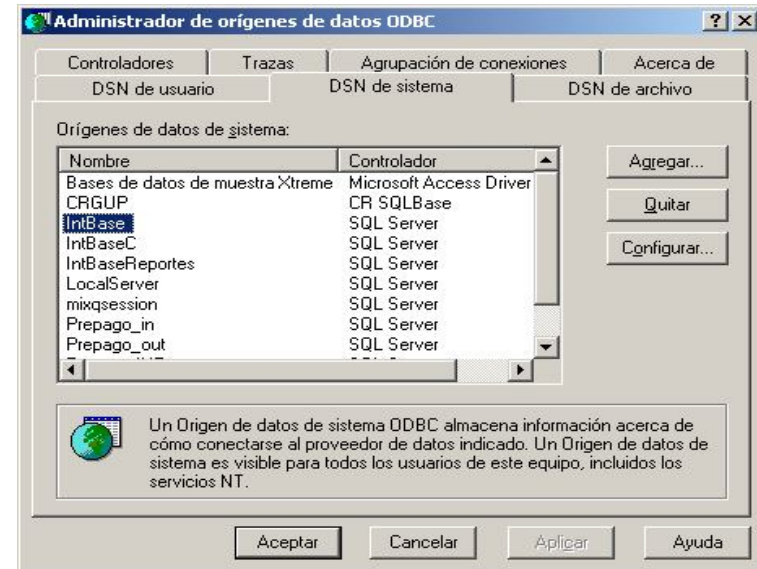 Administrador de orígenes de datos ODBC
Controladores Trazas Agrupación de conexiones Acerca de
DSN de usuario DSN de sistema DSN de archivo
Orígenes de datos de sistema:
Nombre Controlador
Bases de datos de muestra Xtreme Microsoft Access Driver
CRGUP CR SQLBase
IntBase SQL Server
IntBaseC SQL Server
IntBaseReportes SQL Server
LocalServer SQL Server
mixqsession SQL Server
Prepago_in SQL Server
Prepago_out SQL Server
Agregar...
Quitar
Configurar...
Un Origen de datos de sistema ODBC almacena información acerca de
cómo conectarse al proveedor de datos indicado. Un Origen de datos de
sistema es visible para todos los usuarios de este equipo, incluidos los
servicios NT.
Aceptar Cancelar Aplicar Ayuda